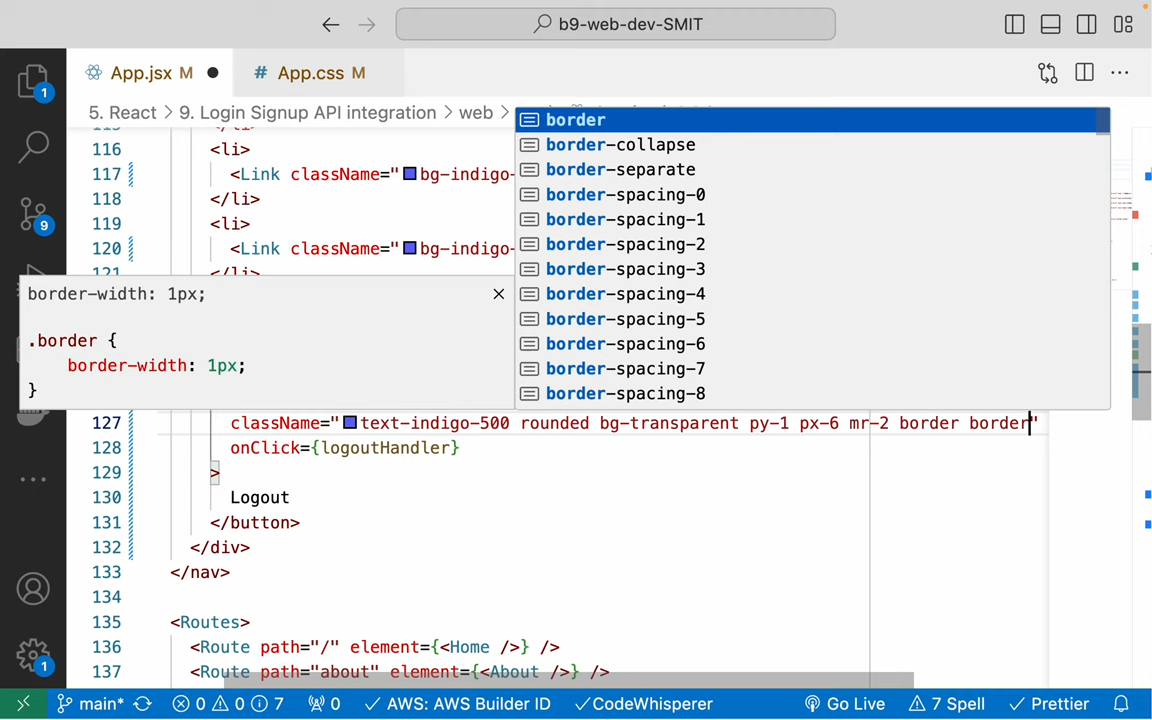 b9-web-dev-SMIT
App.jsx M
# App.css M
5. React > 9. Login Signup API integration > web >
116 <li>
117 <Link className="bg-indigo-
118 </li>
119 <li>
120 <Link className="bg-indigo-
121 </li>
border
border-collapse
border-separate
border-spacing-0
border-spacing-1
border-spacing-2
border-spacing-3
border-spacing-4
border-spacing-5
border-spacing-6
border-spacing-7
border-spacing-8
border-width: 1px;
.border {
border-width: 1px;
}
127 className="text-indigo-500 rounded bg-transparent py-1 px-6 mr-2 border border"
128 onClick={logoutHandler}
129 >
130 Logout
131 </button>
132 </div>
133 </nav>
134
135 <Routes>
136 <Route path="/" element={<Home />} />
137 <Route path="about" element={<About />} />
1
9
1
main* 0 0 7 0 AWS: AWS Builder ID CodeWhisperer Go Live 7 Spell Prettier